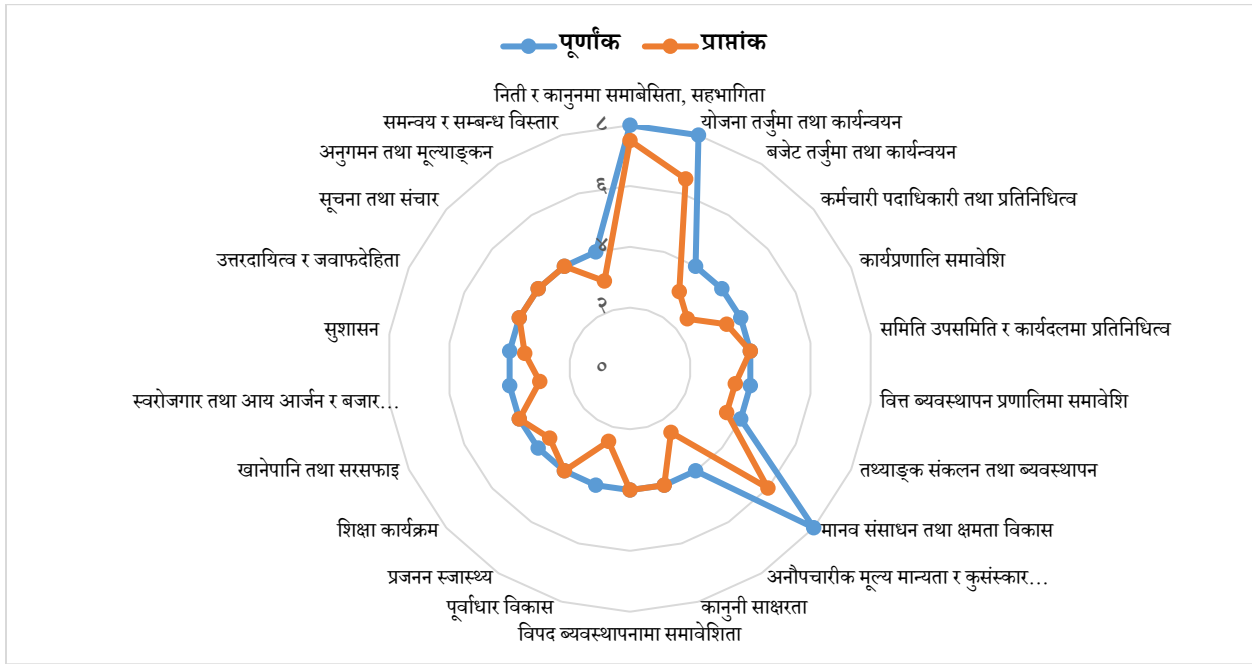 पूर्णांक प्राप्तांक
निती र कानुनमा समाबेसिता, सहभागिता
योजना तर्जुमा तथा कार्यन्वयन
बजेट तर्जुमा तथा कार्यन्वयन
कर्मचारी पदाधिकारी तथा प्रतिनिधित्व
कार्यप्रणालि समावेशि
समिति उपसमिति र कार्यदलमा प्रतिनिधित्व
वित्त ब्यवस्थापन प्रणालिमा समावेशि
तथ्याङ्क संकलन तथा ब्यवस्थापन
मानव संसाधन तथा क्षमता विकास
अनौपचारीक मूल्य मान्यता र कुसंस्कार…
कानुनी साक्षरता
विपद ब्यवस्थापनामा समावेशिता
पूर्वाधार विकास
प्रजनन स्जास्थ्य
शिक्षा कार्यक्रम
खानेपानि तथा सरसफाइ
स्वरोजगार तथा आय आर्जन र बजार…
सुशासन
उत्तरदायित्व र जवाफदेहिता
सूचना तथा संचार
अनुगमन तथा मूल्याङ्कन
समन्वय र सम्बन्ध विस्तार
८
६
४
२
०